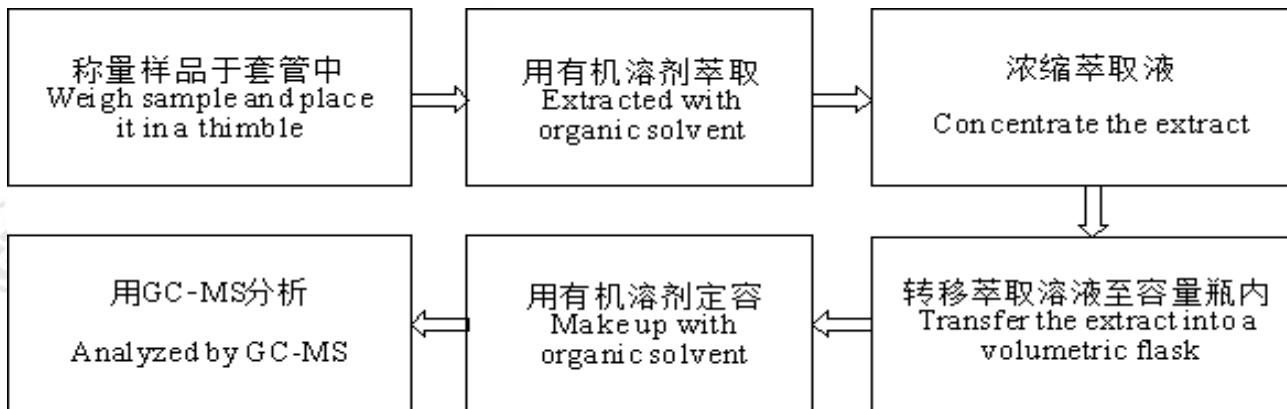 称量样品于套管中
Weigh sample and place
it in a thimble
用有机溶剂萃取
Extracted with
organic solvent
浓缩萃取液
Concentrate the extract
转移萃取溶液至容量瓶内
Transfer the extract into a
volumetric flask
用有机溶剂定容
Make up with
organic solvent
用GC-MS分析
Analyzed by GC-MS